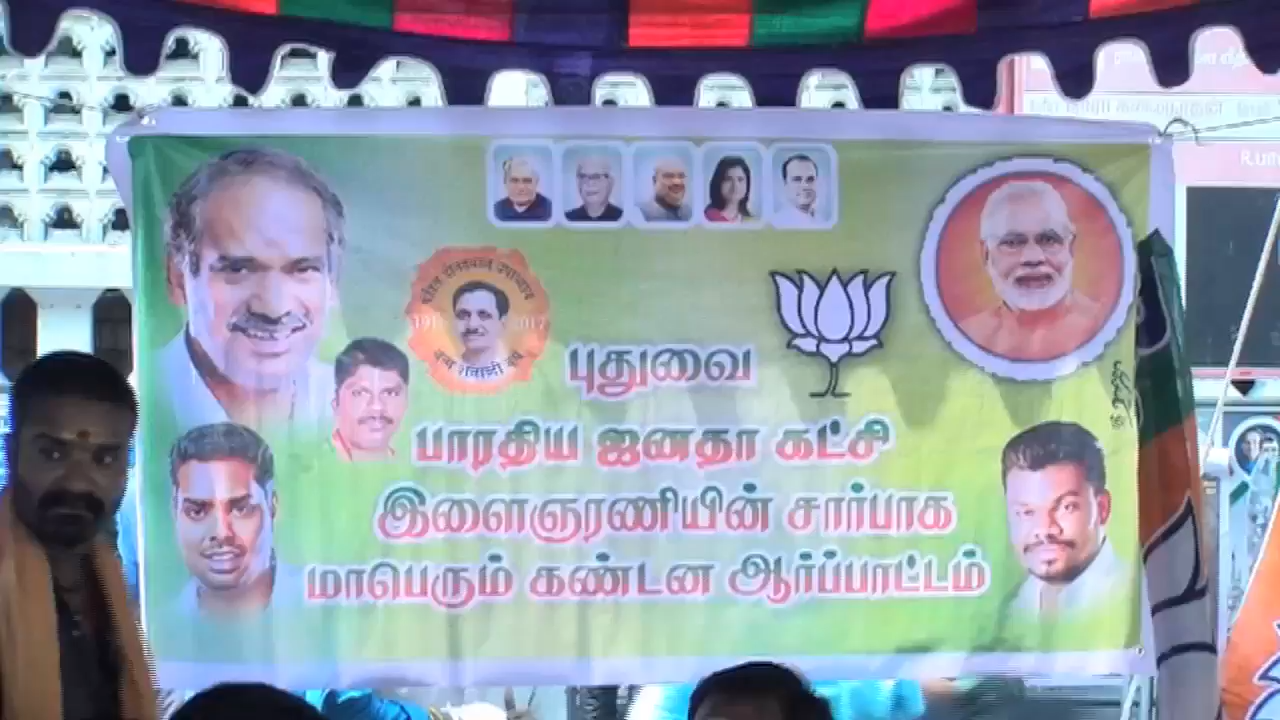 புதுவை
பாரதிய ஜனதா கட்சி
இளைஞரணியின் சார்பாக
மாபெரும் கண்டன ஆர்ப்பாட்டம்